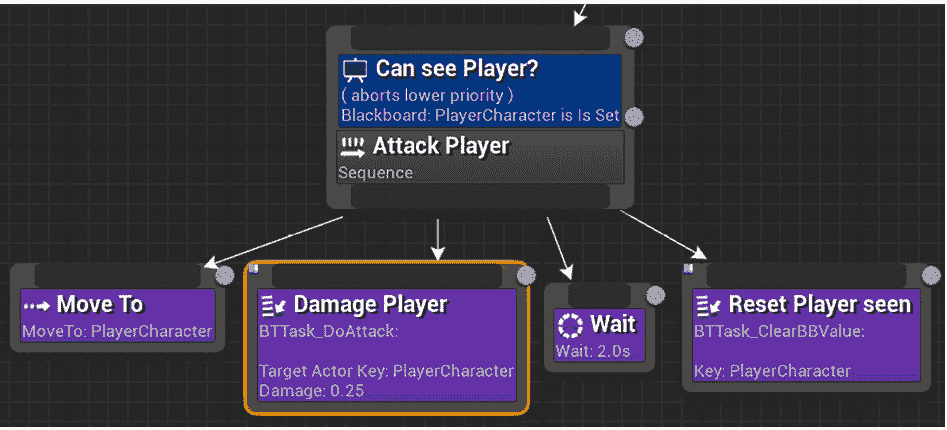 Can see Player?
( aborts lower priority )
Blackboard: PlayerCharacter is Is Set
Attack Player
Sequence
Move To
MoveTo: PlayerCharacter
Damage Player
BTTask_DoAttack:
Target Actor Key: PlayerCharacter
Damage: 0.25
Wait
Wait: 2.0s
Reset Player seen
BTTask_ClearBBValue:
Key: PlayerCharacter